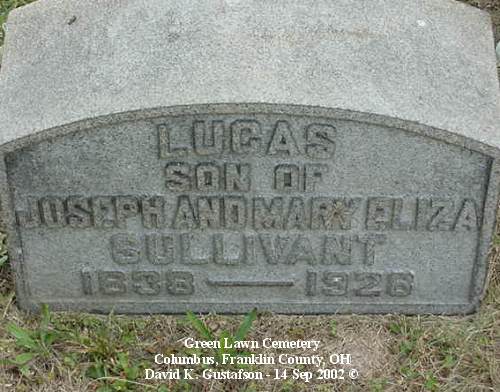 LUCAS
SON OF
JOSEPH AND MARY ELIZA
SULLIVANT
1838 — 1926
Green Lawn Cemetery
Columbus, Franklin County, OH
David K. Gustafson - 14 Sep 2002 ©